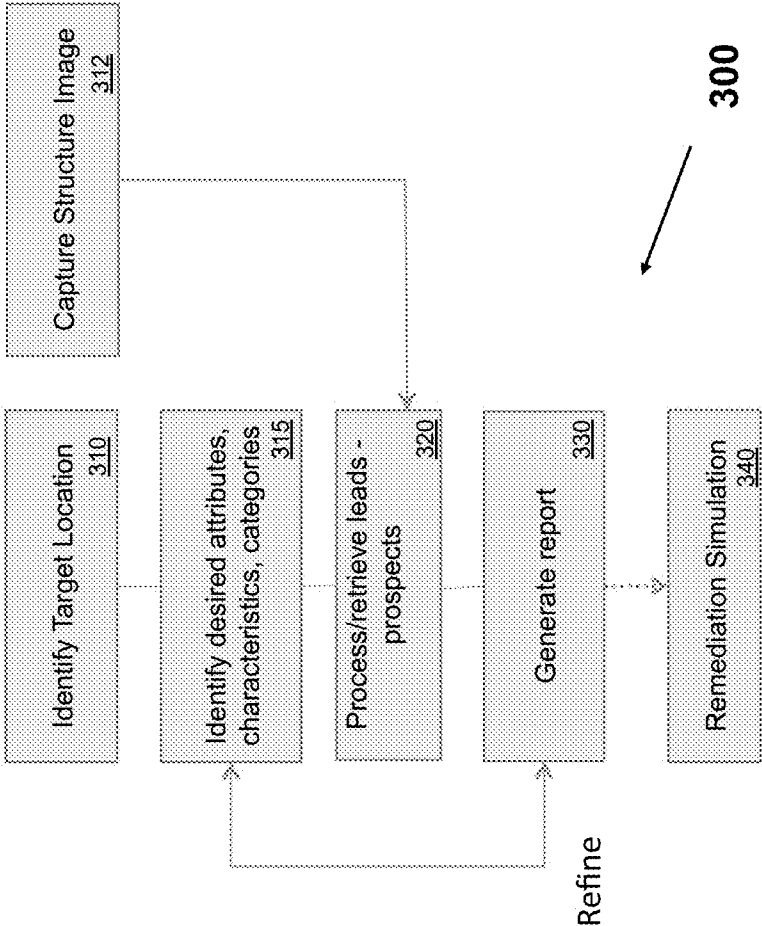 Identify Target Location
310
Capture Structure Image
312
Identify desired attributes,
characteristics, categories
315
Process/retrieve leads -
prospects
320
Generate report
330
Remediation Simulation
340
Refine
300